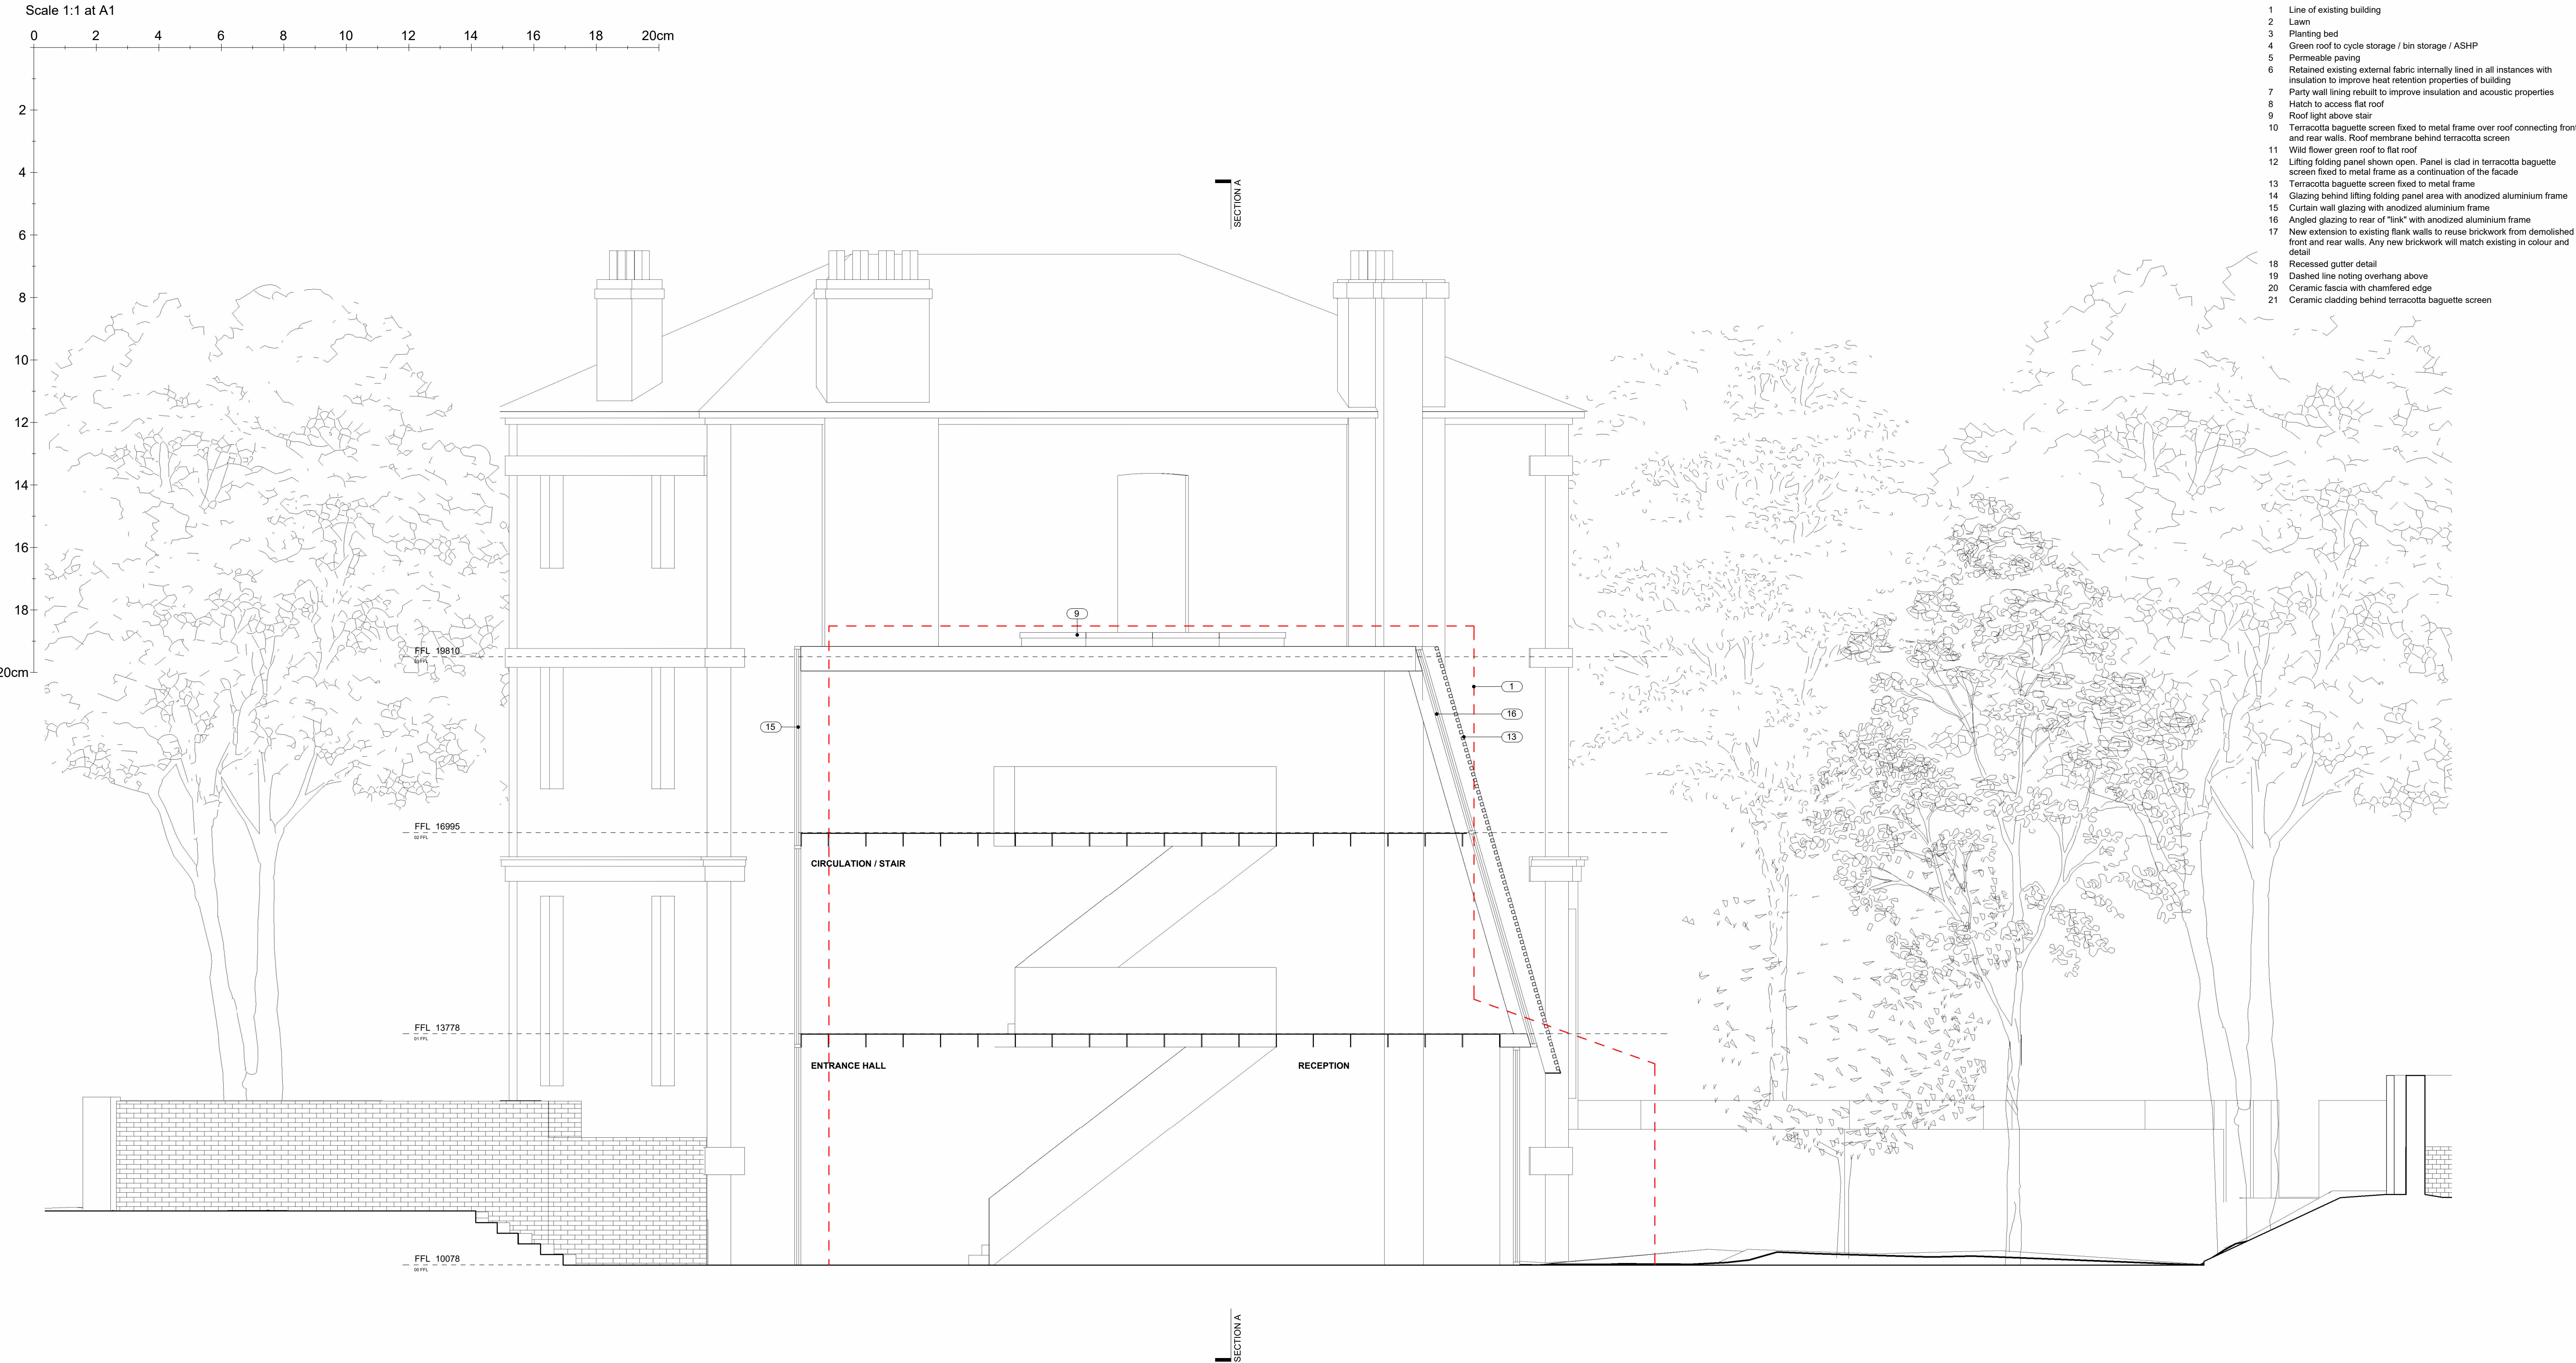 Scale 1:1 at A1
0 2 4 6 8 10 12 14 16 18 20cm
2
4
6
8
10
12
14
16
18
20cm
1 Line of existing building
2 Lawn
3 Planting bed
4 Green roof to cycle storage / bin storage / ASHP
5 Permeable paving
6 Retained existing external fabric internally lined in all instances with
insulation to improve heat retention properties of building
7 Party wall lining rebuilt to improve insulation and acoustic properties
8 Hatch to access flat roof
9 Roof light above stair
10 Terracotta baguette screen fixed to metal frame over roof connecting front
and rear walls. Roof membrane behind terracotta screen
11 Wild flower green roof to flat roof
12 Lifting folding panel shown open. Panel is clad in terracotta baguette
screen fixed to metal frame as a continuation of the facade
13 Terracotta baguette screen fixed to metal frame
14 Glazing behind lifting folding panel area with anodized aluminium frame
15 Curtain wall glazing with anodized aluminium frame
16 Angled glazing to rear of "link" with anodized aluminium frame
17 New extension to existing flank walls to reuse brickwork from demolished
front and rear walls. Any new brickwork will match existing in colour and
detail
18 Recessed gutter detail
19 Dashed line noting overhang above
20 Ceramic fascia with chamfered edge
21 Ceramic cladding behind terracotta baguette screen
SECTION A
9
FFL 19810
03 FFL
1
16
15
13
FFL 16995
02 FFL
CIRCULATION / STAIR
FFL 13778
01 FFL
ENTRANCE HALL
RECEPTION
FFL 10078
00 FFL
SECTION A